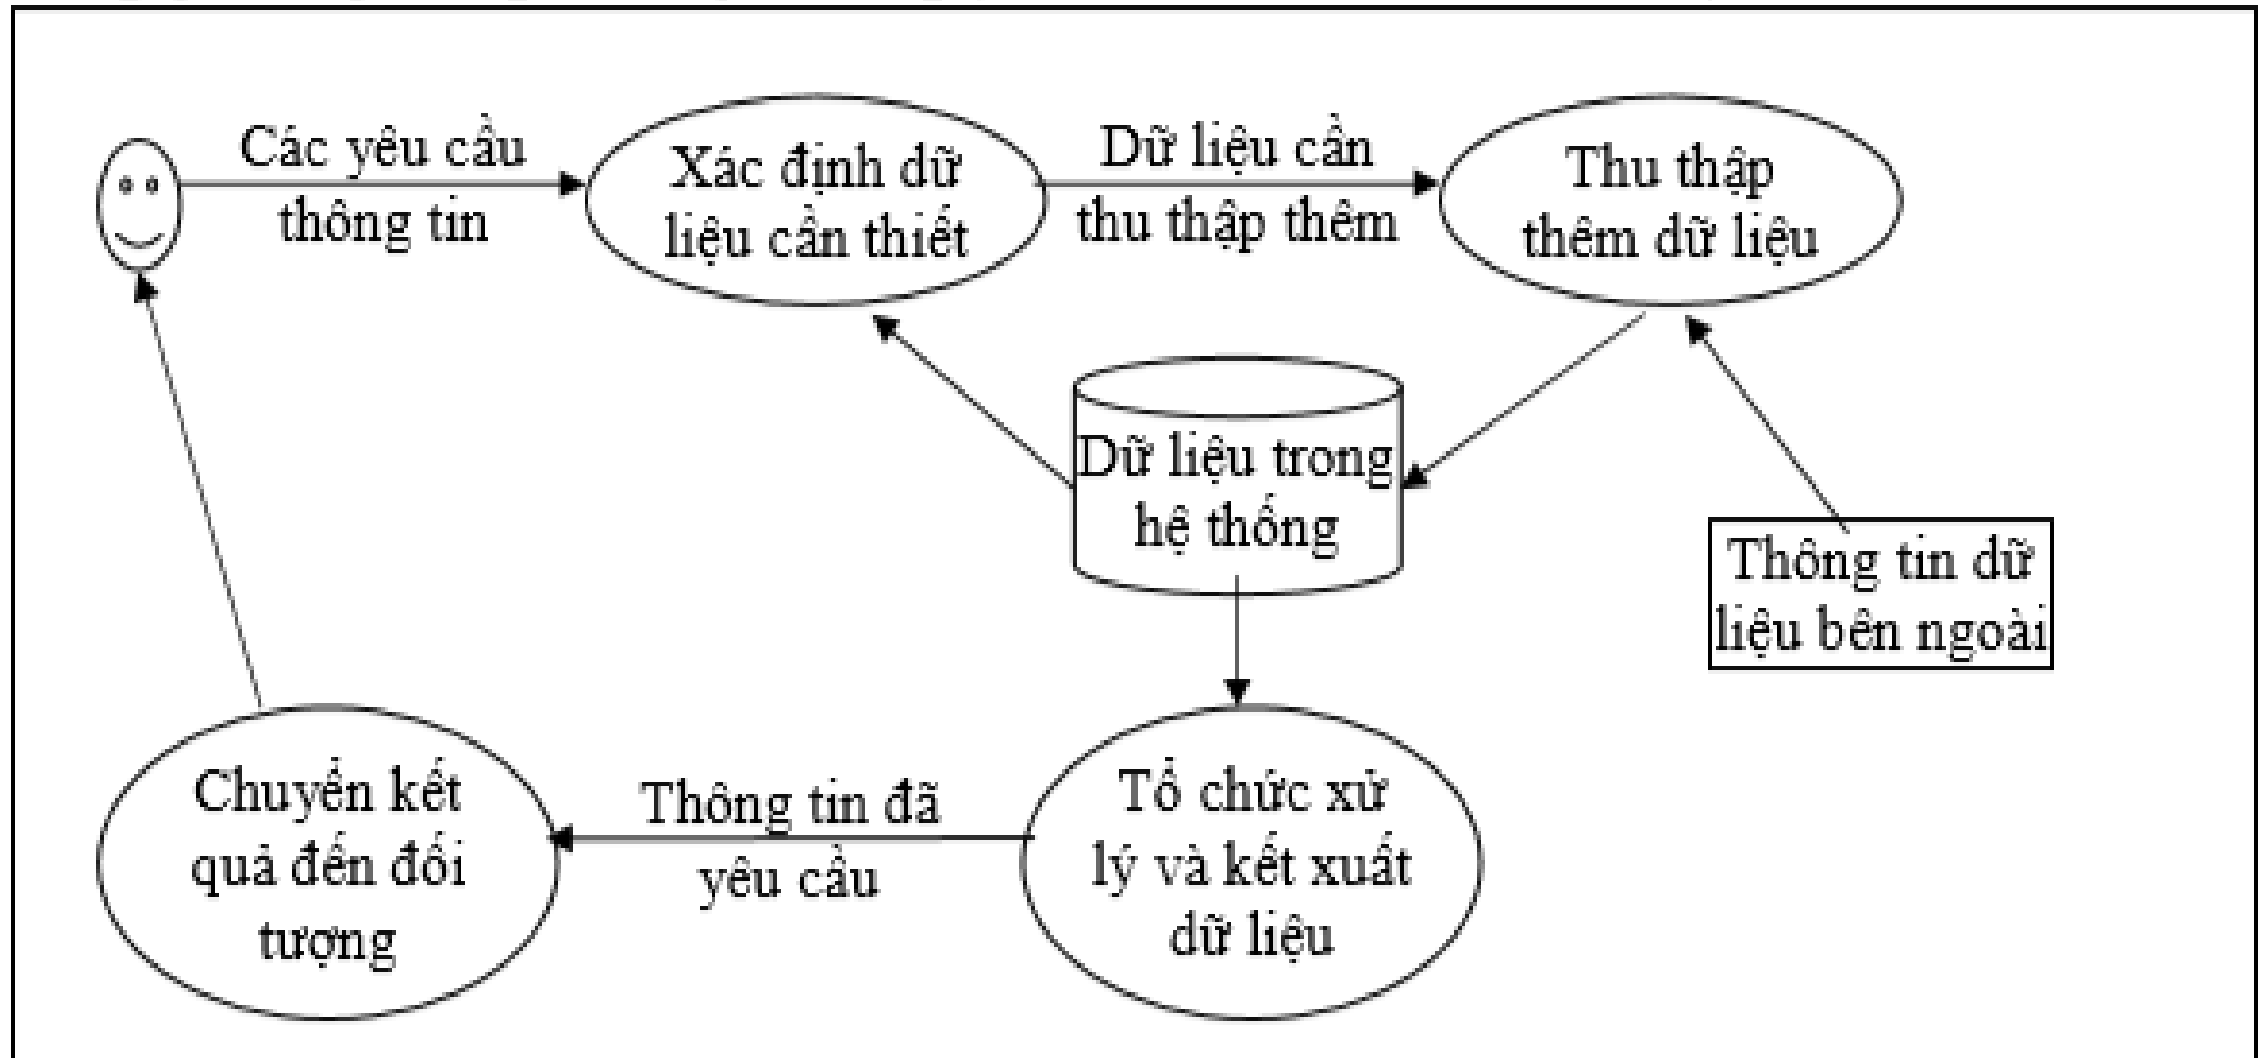 Các yêu cầu
thông tin
Xác định dữ
liệu cần thiết
Dữ liệu cần
thu thập thêm
Thu thập
thêm dữ liệu
Dữ liệu trong
hệ thống
Thông tin dữ
liệu bên ngoài
Chuyển kết
quả đến đối
tượng
Thông tin đã
yêu cầu
Tổ chức xử
lý và kết xuất
dữ liệu